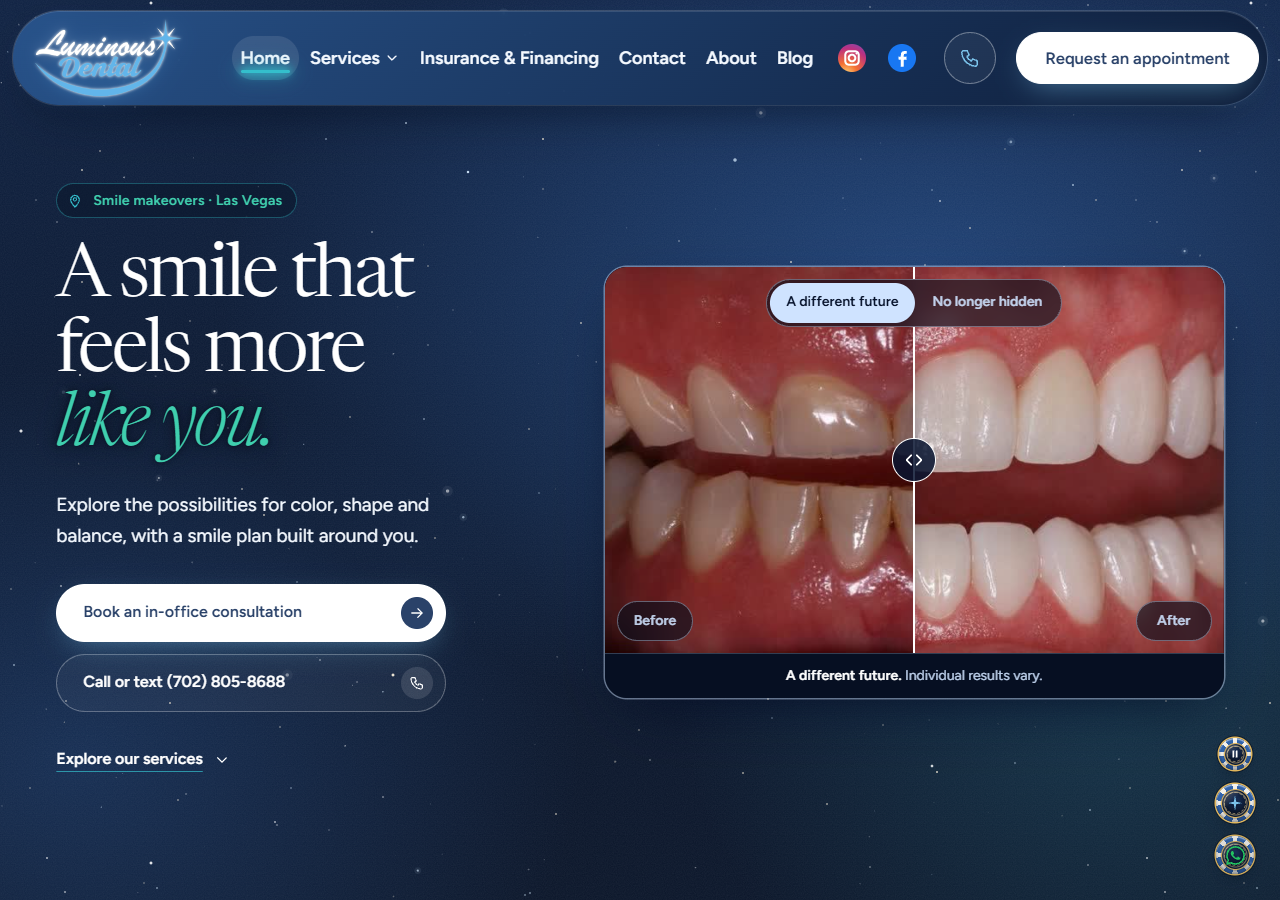 Luminous
Dental
Home
Services
Insurance & Financing
Contact
About
Blog
Request an appointment
Smile makeovers · Las Vegas
A smile that
feels more
like you.
Explore the possibilities for color, shape and
balance, with a smile plan built around you.
Book an in-office consultation
Call or text (702) 805-8688
Explore our services
A different future
No longer hidden
Before
After
A different future. Individual results vary.